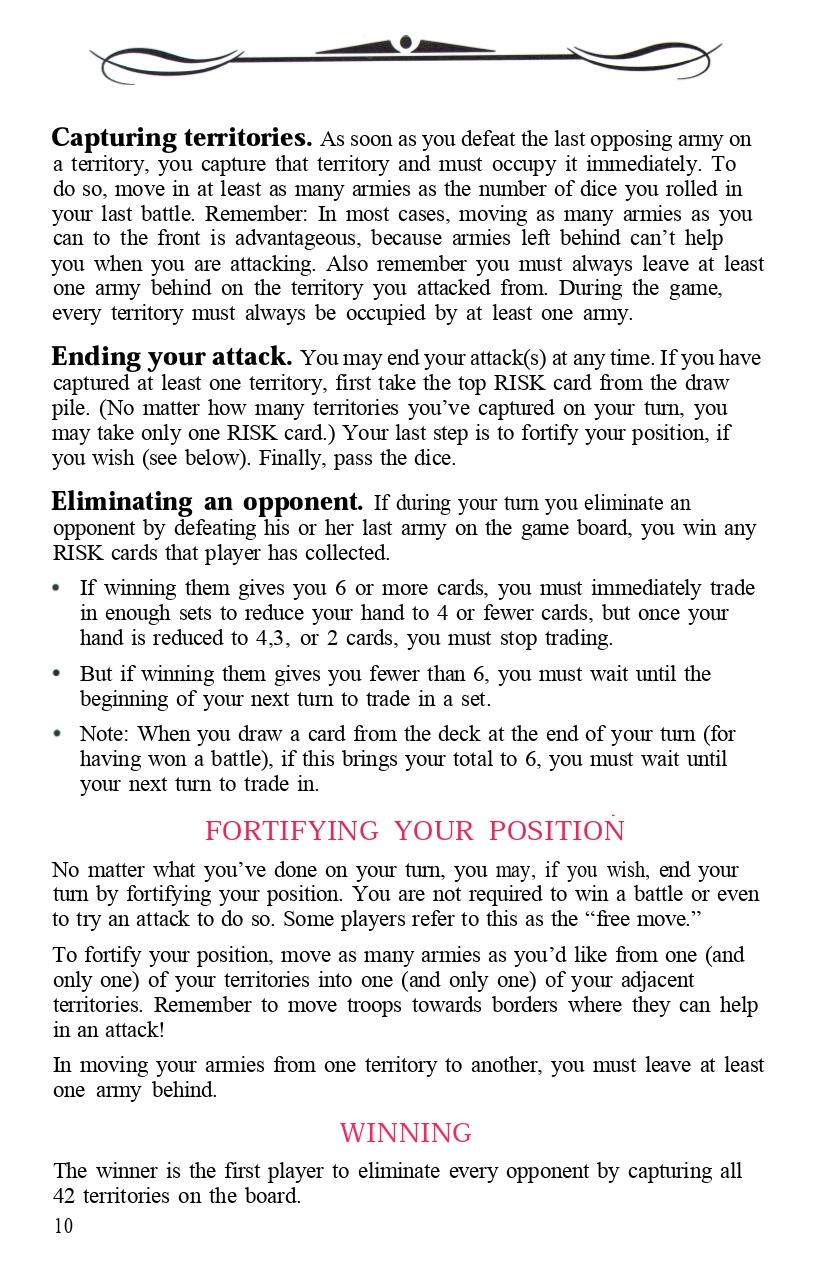 Capturing territories. As soon as you defeat the last opposing army on
a territory, you capture that territory and must occupy it immediately. To
do so, move in at least as many armies as the number of dice you rolled in
your last battle. Remember: In most cases, moving as many armies as you
can to the front is advantageous, because armies left behind can't help
you when you are attacking. Also remember you must always leave at least
one army behind on the territory you attacked from. During the game,
every territory must always be occupied by at least one army.
Ending your attack. You may end your attack(s) at any time. If you have
captured at least one territory, first take the top RISK card from the draw
pile. (No matter how many territories you've captured on your turn, you
may take only one RISK card.) Your last step is to fortify your position, if
you wish (see below). Finally, pass the dice.
Eliminating an opponent. If during your turn you eliminate an
opponent by defeating his or her last army on the game board, you win any
RISK cards that player has collected.
• If winning them gives you 6 or more cards, you must immediately trade
in enough sets to reduce your hand to 4 or fewer cards, but once your
hand is reduced to 4,3, or 2 cards, you must stop trading.
• But if winning them gives you fewer than 6, you must wait until the
beginning of your next turn to trade in a set.
• Note: When you draw a card from the deck at the end of your turn (for
having won a battle), if this brings your total to 6, you must wait until
your next turn to trade in.
FORTIFYING YOUR POSITION
No matter what you've done on your turn, you may, if you wish, end your
turn by fortifying your position. You are not required to win a battle or even
to try an attack to do so. Some players refer to this as the “free move.”
To fortify your position, move as many armies as you'd like from one (and
only one) of your territories into one (and only one) of your adjacent
territories. Remember to move troops towards borders where they can help
in an attack!
In moving your armies from one territory to another, you must leave at least
one army behind.
WINNING
The winner is the first player to eliminate every opponent by capturing all
42 territories on the board.
10